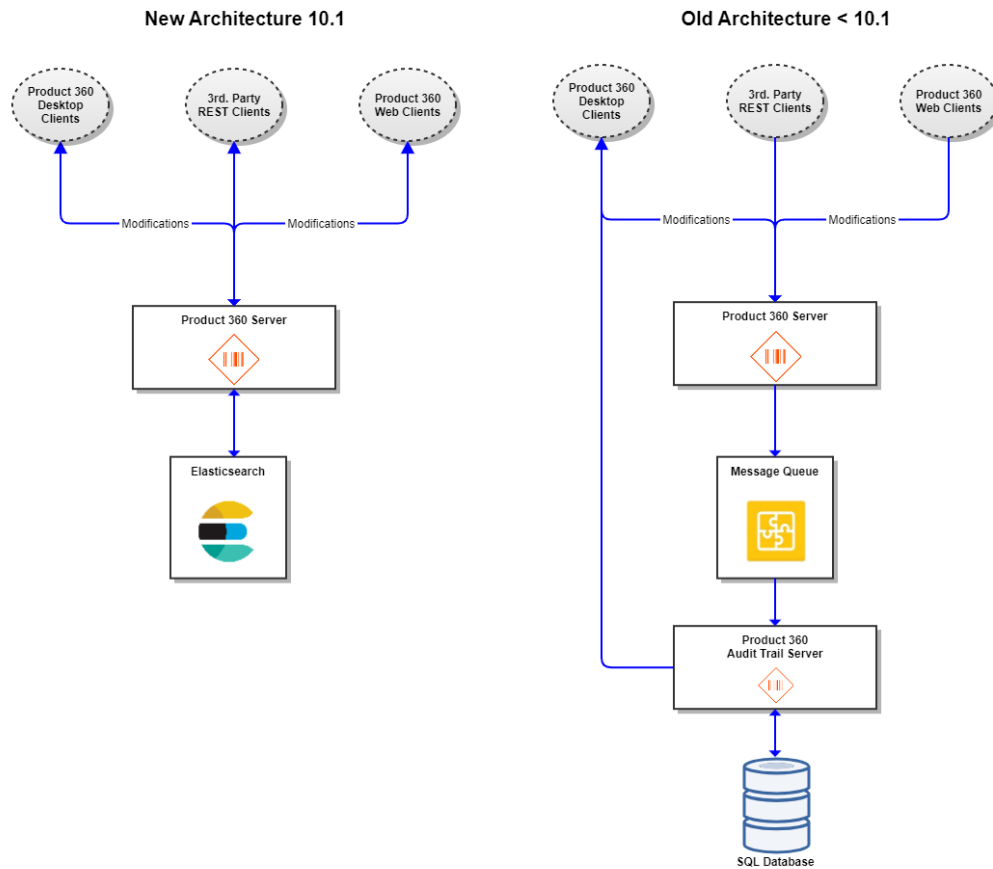 New Architecture 10.1
Product 360
Desktop
Clients
3rd. Party
REST Clients
Product 360
Web Clients
Modifications
Modifications
Product 360 Server
Elasticsearch
Old Architecture < 10.1
Product 360
Desktop
Clients
3rd. Party
REST Clients
Product 360
Web Clients
Modifications
Modifications
Product 360 Server
Message Queue
Product 360
Audit Trail Server
SQL Database